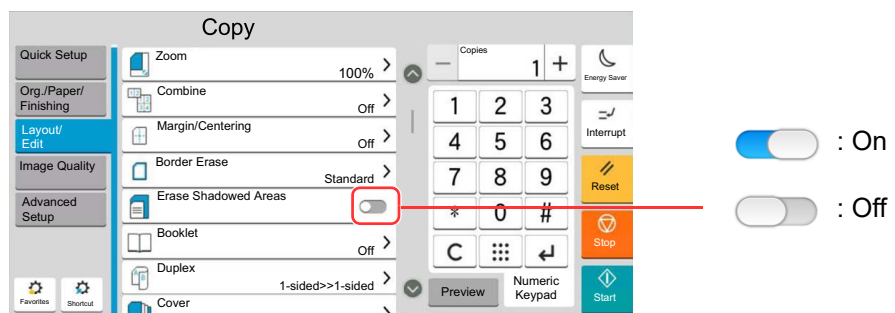 Copy
Quick Setup
Org./Paper/
Finishing
Layout/
Edit
Image Quality
Advanced
Setup
Favorites
Shortcut
Zoom
100%
Combine
Off
Margin/Centering
Off
Border Erase
Standard
Erase Shadowed Areas
Booklet
Off
Duplex
1-sided>>1-sided
Cover
Copies
1
1 2 3
4 5 6
7 8 9
* 0 #
C
Preview
Numeric
Keypad
Energy Saver
Interrupt
Reset
Stop
Start
: On
: Off